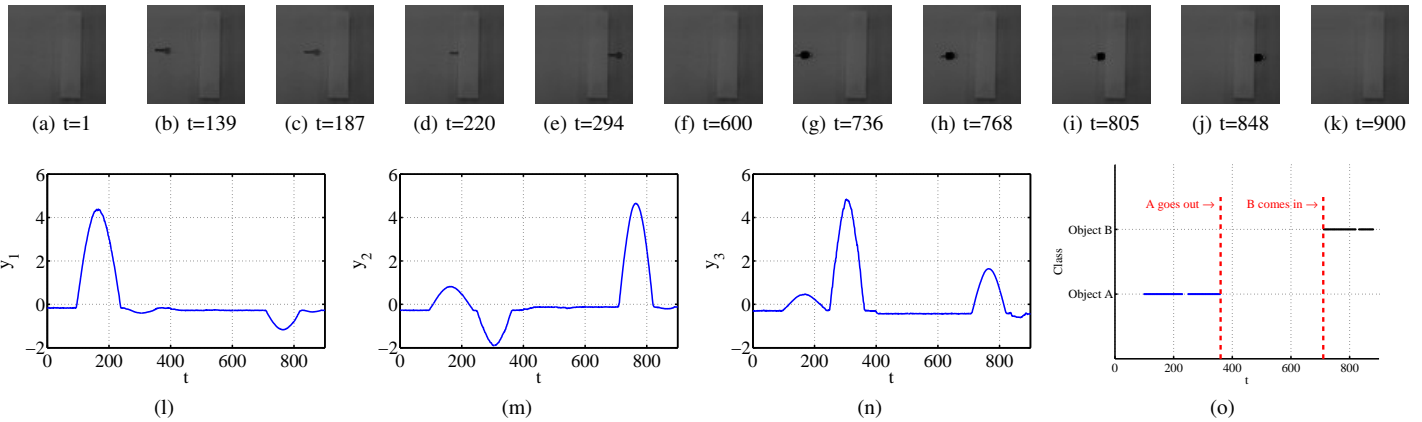 (a) t=1 (b) t=139 (c) t=187 (d) t=220 (e) t=294 (f) t=600 (g) t=736 (h) t=768 (i) t=805 (j) t=848 (k) t=900
6
4
2
0
−2
y1
0 200 400 600 800
t
(l)
6
4
2
0
−2
y2
0 200 400 600 800
t
(m)
6
4
2
0
−2
y3
0 200 400 600 800
t
(n)
A goes out → B comes in →
Object B
Class
Object A
0 200 400 600 800
t
(o)